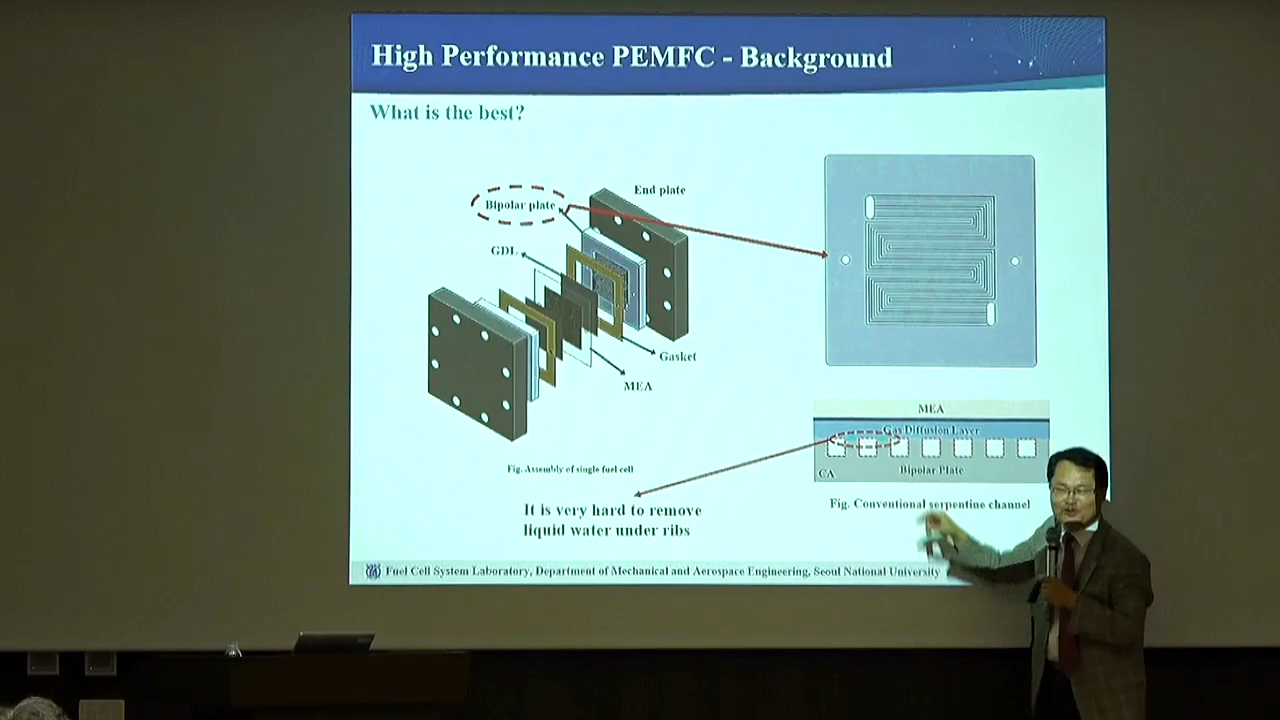 High Performance PEMFC - Background
What is the best?
End plate
Bipolar plate
GDL
Gasket
MEA
Fig. Assembly of single fuel cell
MEA
Gas Diffusion Layer
CA
Bipolar Plate
Fig. Conventional serpentine channel
It is very hard to remove
liquid water under ribs
Fuel Cell System Laboratory, Department of Mechanical and Aerospace Engineering, Seoul National University